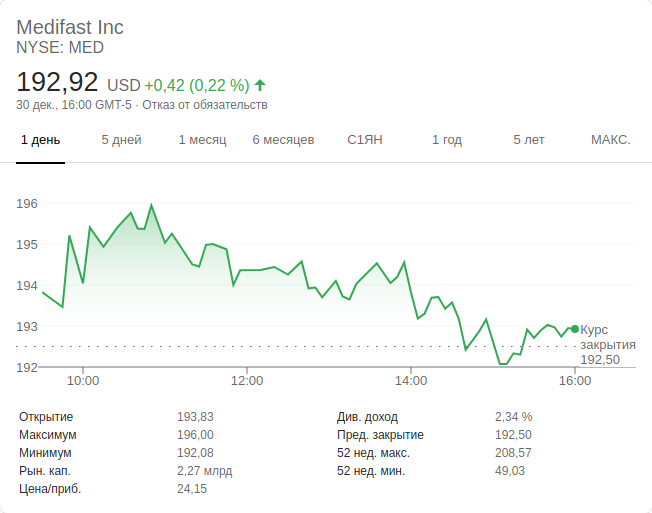 Medifast Inc
NYSE: MED
192,92 USD +0,42 (0,22 %)
30 дек., 16:00 GMT-5 · Отказ от обязательств
1 день 5 дней 1 месяц 6 месяцев С1ЯН 1 год 5 лет МАКС.
196
195
194
193
192
Курс
закрытия
192,50
10:00 12:00 14:00 16:00
Открытие 193,83 Див. доход 2,34 %
Максимум 196,00 Пред. закрытие 192,50
Минимум 192,08 52 нед. макс. 208,57
Рын. кап. 2,27 млрд 52 нед. мин. 49,03
Цена/приб. 24,15